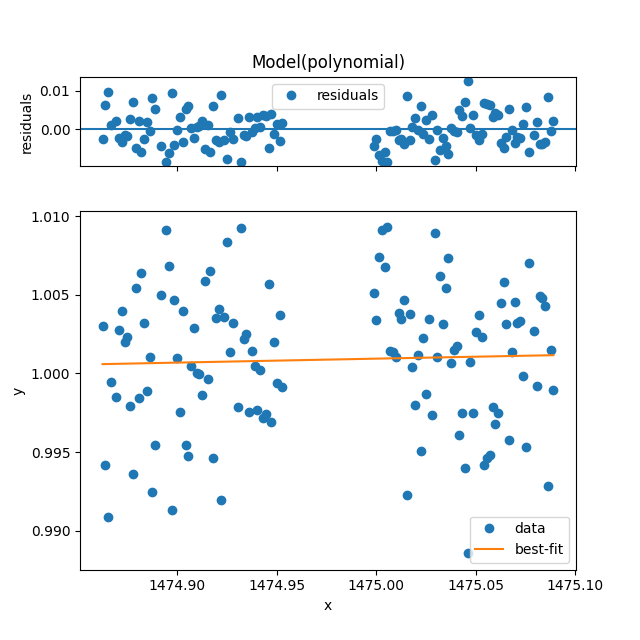 Model(polynomial)
residuals
0.01
0.00
residuals
y
1.010
1.005
1.000
0.995
0.990
data
best-fit
1474.90
1474.95
1475.00
1475.05
1475.10
x